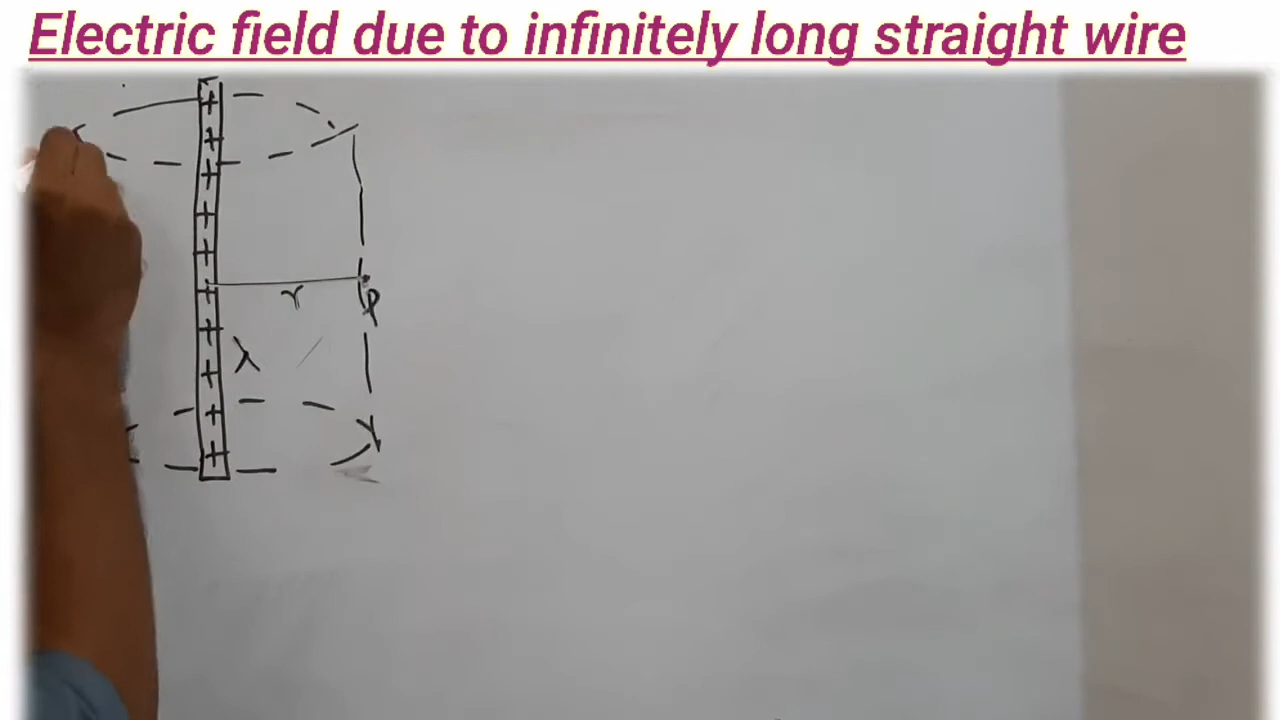 Electric field due to infinitely long straight wire
+
+
+
+
+
+
+
+
+
+
r
P
λ